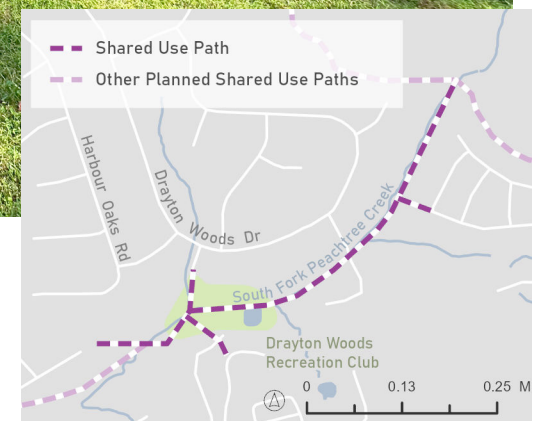 Shared Use Path
Other Planned Shared Use Paths
Harbour Oaks Rd
Drayton Woods Dr
South Fork Peachtree Creek
Drayton Woods
Recreation Club
0 0.13 0.25 M